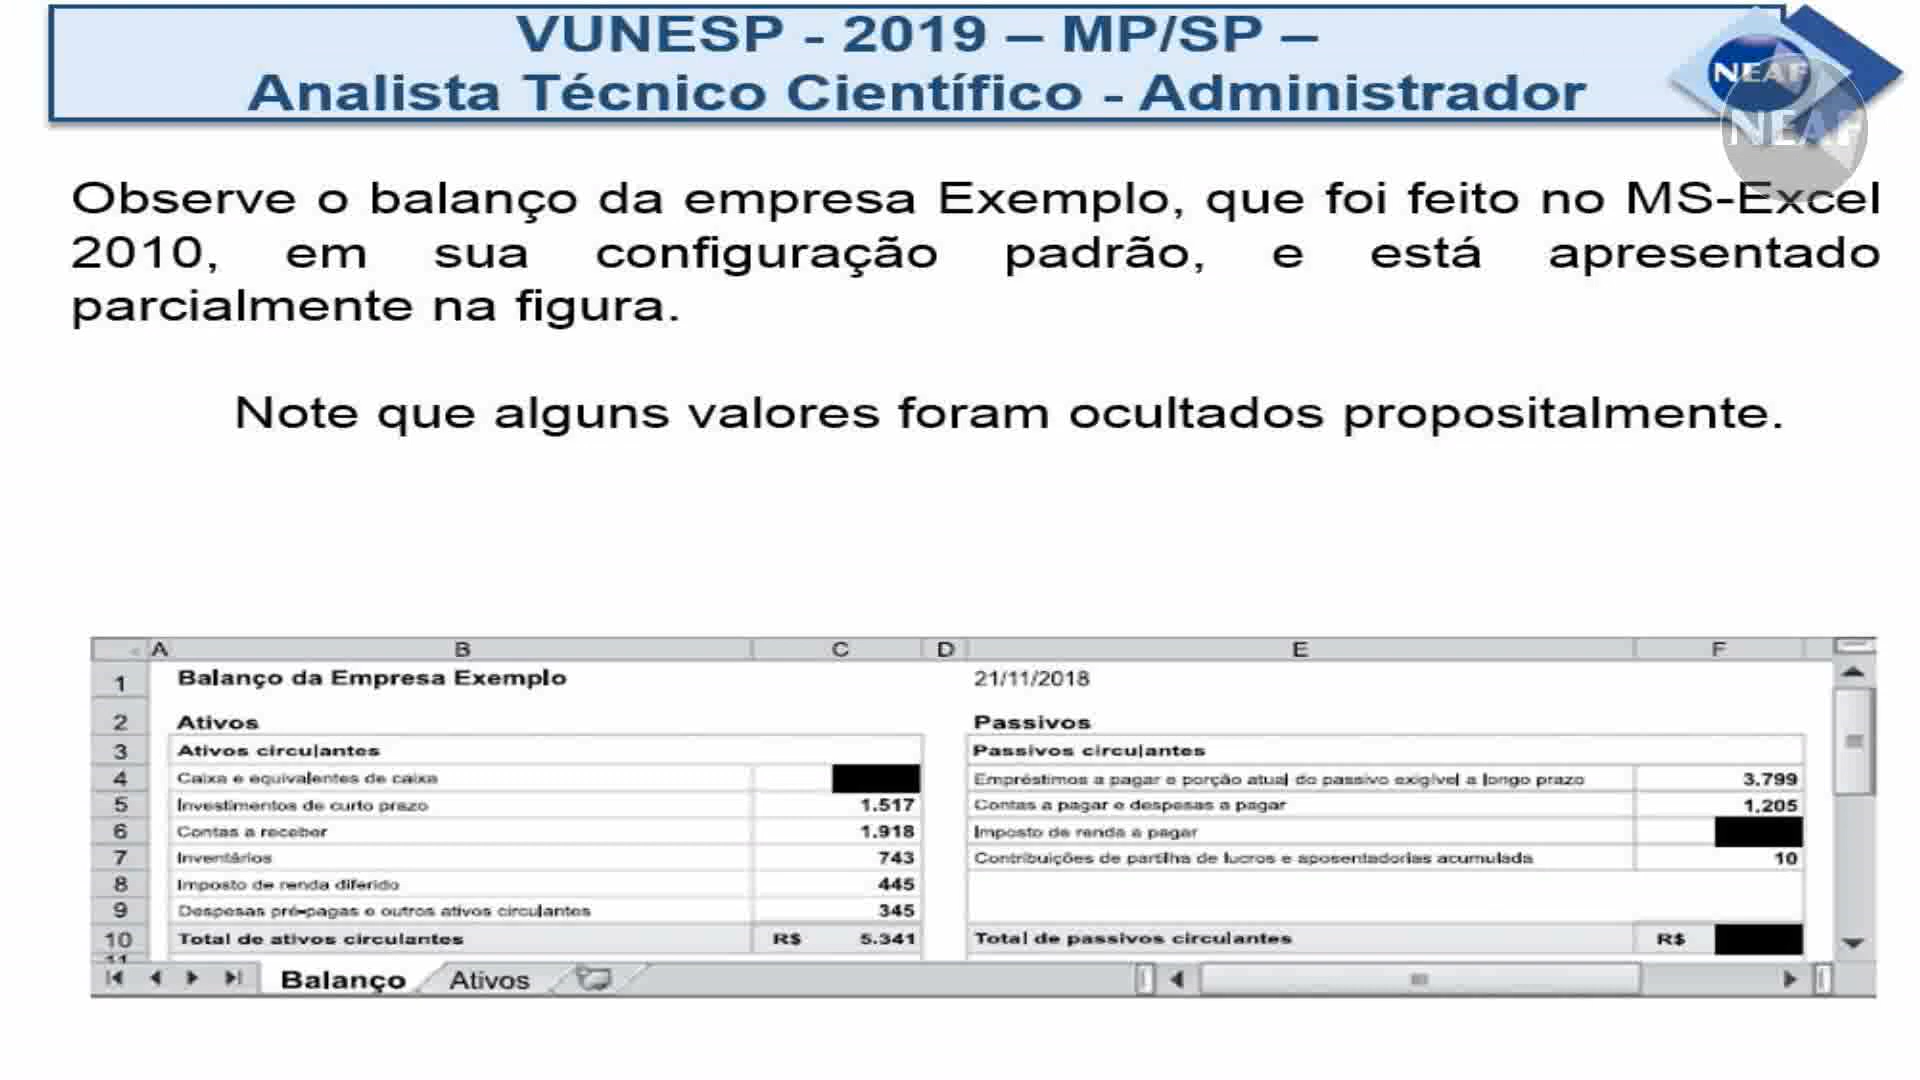 VUNESP - 2019 – MP/SP –
Analista Técnico Científico - Administrador
NEAF
NEAF
Observe o balanço da empresa Exemplo, que foi feito no MS-Excel
2010, em sua configuração padrão, e está apresentado
parcialmente na figura.
Note que alguns valores foram ocultados propositalmente.
A B C D E F
1 Balanço da Empresa Exemplo 21/11/2018
2 Ativos Passivos
3 Ativos circulantes Passivos circulantes
4 Caixa e equivalentes de caixa Empréstimos a pagar e porção atual do passivo exigível a longo prazo 3.799
5 Investimentos de curto prazo 1.517 Contas a pagar e despesas a pagar 1.205
6 Contas a receber 1.918 Imposto de renda a pagar
7 Inventários 743 Contribuições de partilha de lucros e aposentadorias acumulada 10
8 Imposto de renda diferido 445
9 Despesas pré-pagas e outros ativos circulantes 345
10 Total de ativos circulantes R$ 5.341 Total de passivos circulantes R$
11
Balanço Ativos